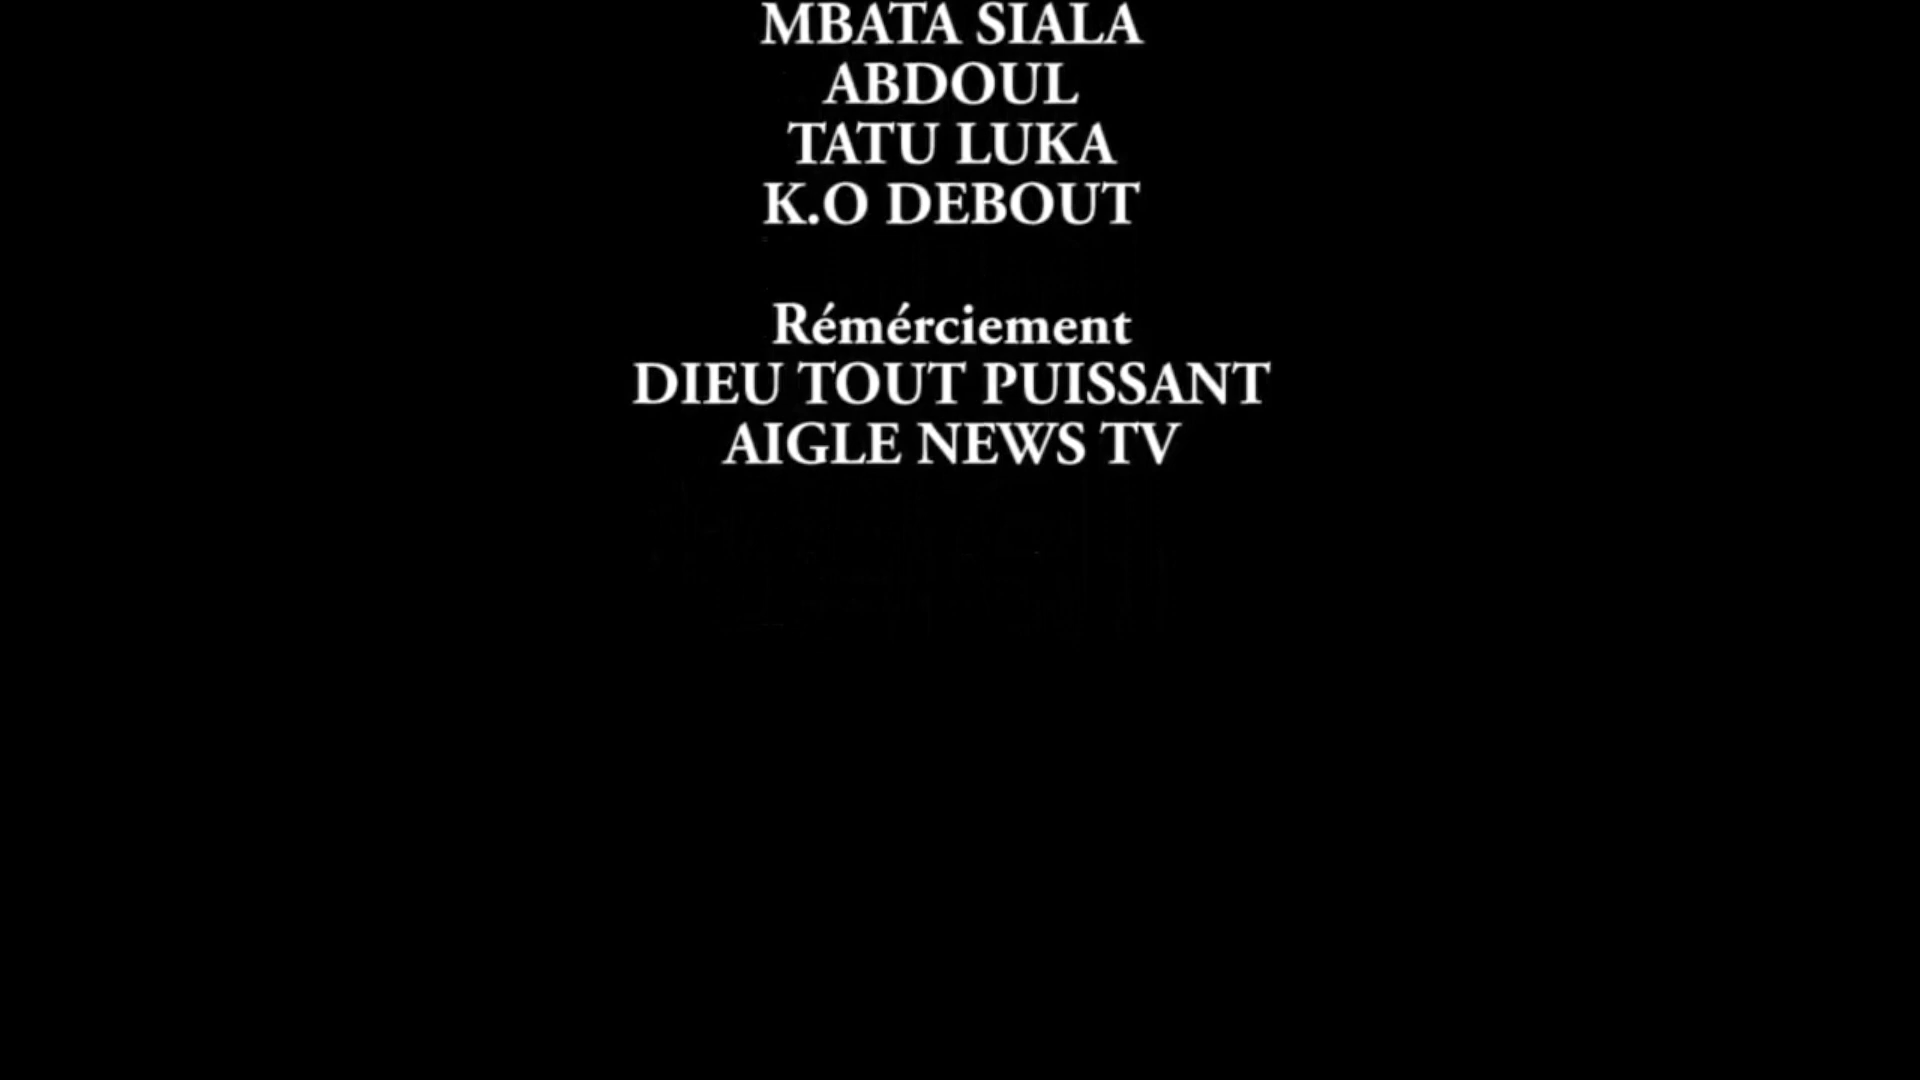 MBATA SIALA
ABDOUL
TATU LUKA
K.O DEBOUT
Rémérciement
DIEU TOUT PUISSANT
AIGLE NEWS TV